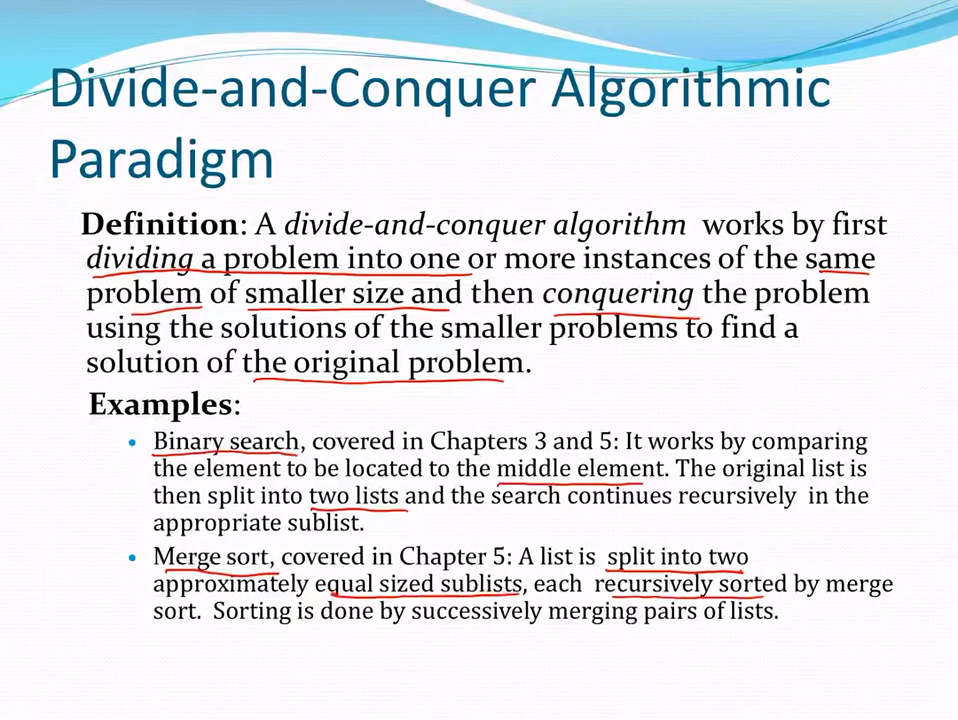 Divide-and-Conquer Algorithmic
Paradigm
Definition: A divide-and-conquer algorithm works by first
dividing a problem into one or more instances of the same
problem of smaller size and then conquering the problem
using the solutions of the smaller problems to find a
solution of the original problem.
Examples:
• Binary search, covered in Chapters 3 and 5: It works by comparing
the element to be located to the middle element. The original list is
then split into two lists and the search continues recursively in the
appropriate sublist.
• Merge sort, covered in Chapter 5: A list is split into two
approximately equal sized sublists, each recursively sorted by merge
sort. Sorting is done by successively merging pairs of lists.